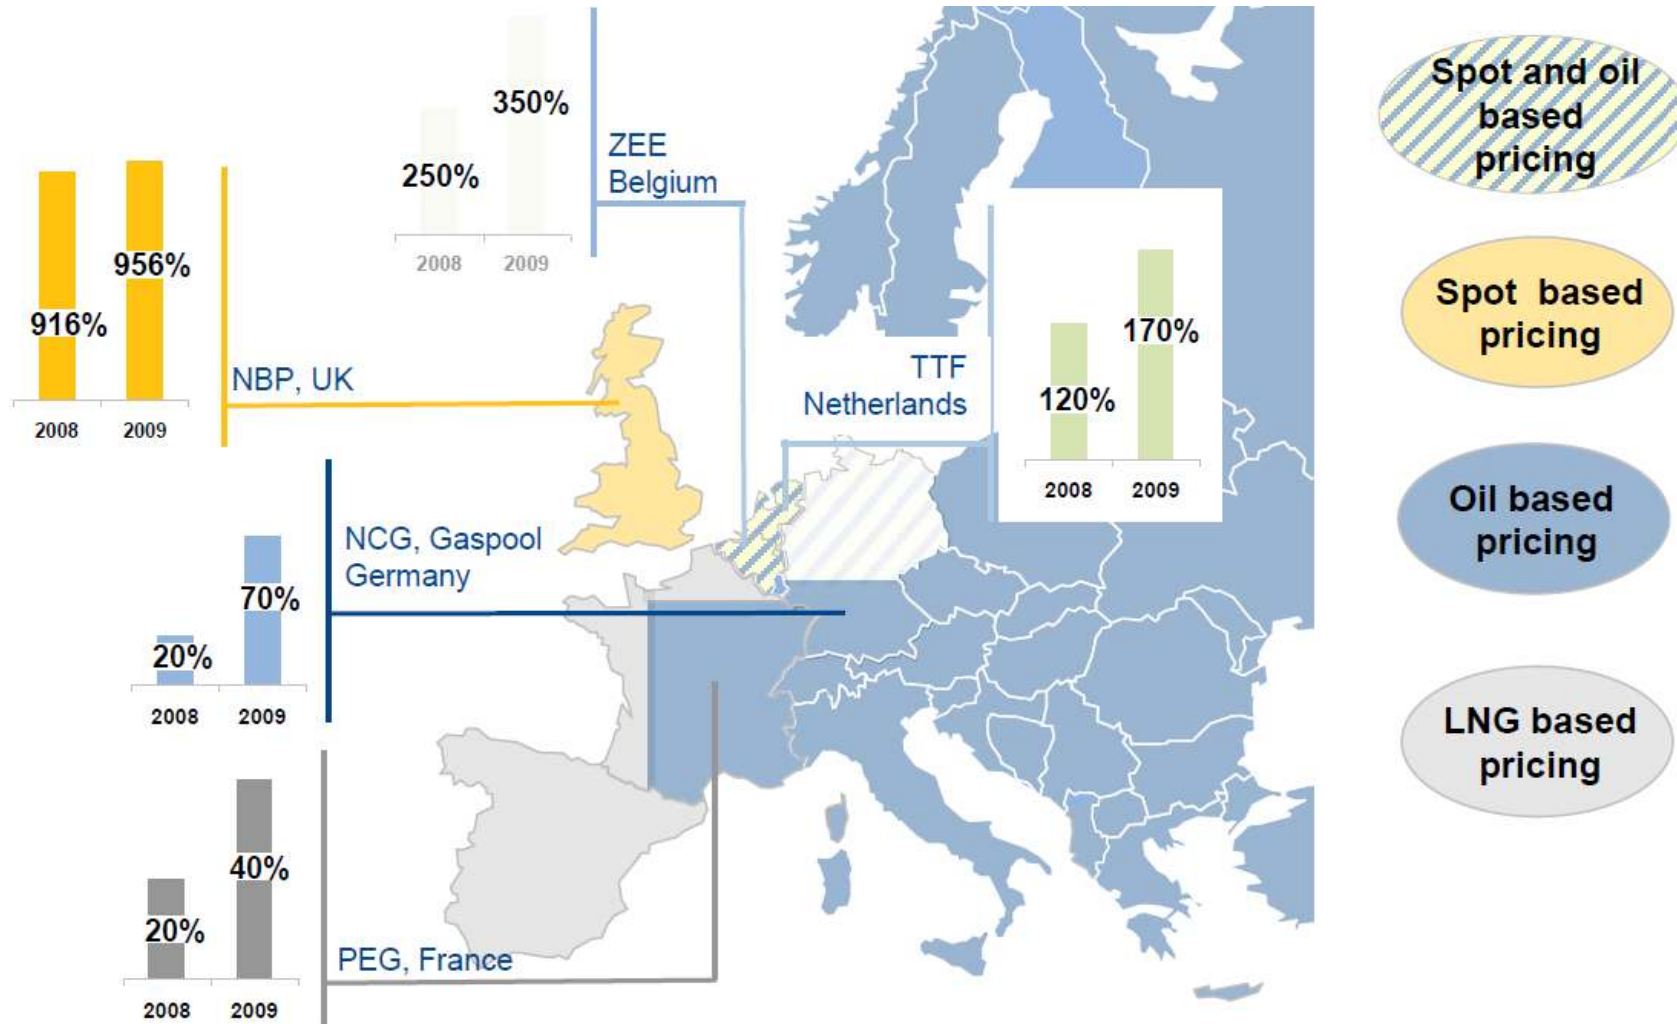 350%
250%
2008
2009
ZEE
Belgium
956%
916%
2008
2009
NBP, UK
TTF
Netherlands
170%
120%
2008
2009
NCG, Gaspool
Germany
70%
20%
2008
2009
40%
20%
2008
2009
PEG, France
Spot and oil
based
pricing
Spot based
pricing
Oil based
pricing
LNG based
pricing